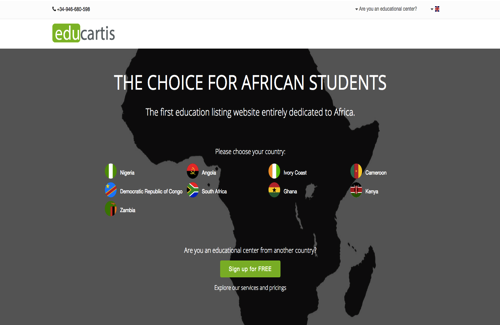 +34-946-680-598
Are you an educational center?
educartis
THE CHOICE FOR AFRICAN STUDENTS
The first education listing website entirely dedicated to Africa.
Please choose your country:
Nigeria
Angola
Ivory Coast
Cameroon
Democratic Republic of Congo
South Africa
Ghana
Kenya
Zambia
Are you an educational center from another country?
Sign up for FREE
Explore our services and pricings